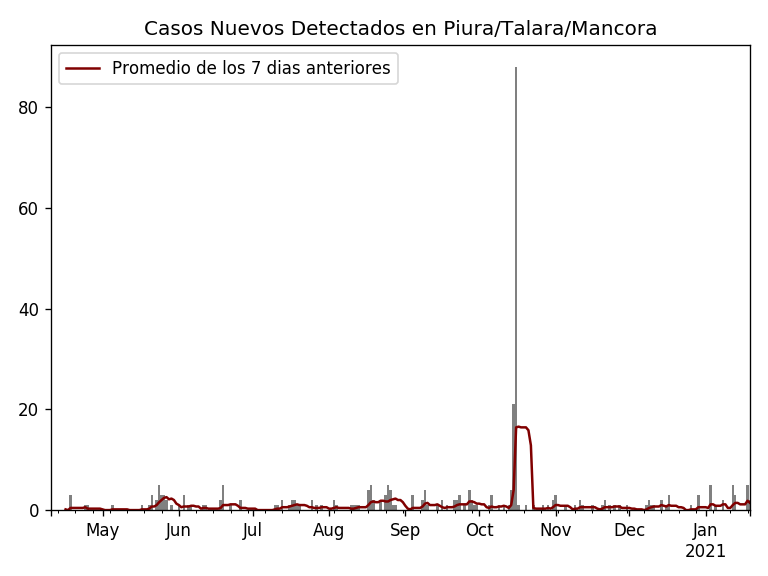 Casos Nuevos Detectados en Piura/Talara/Mancora
Promedio de los 7 dias anteriores
80
60
40
20
0
May Jun Jul Aug Sep Oct Nov Dec Jan
2021